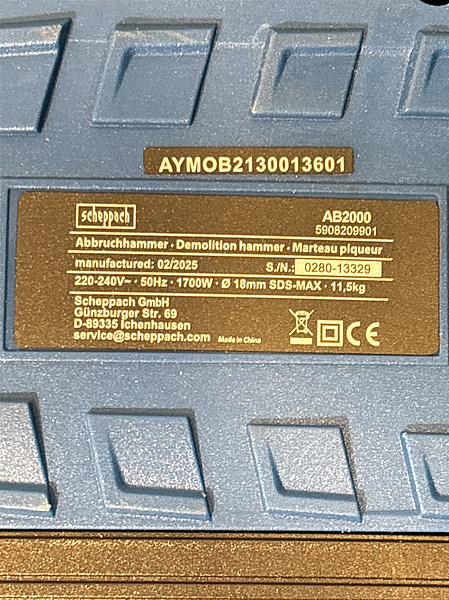 AYMOB2130013601
scheppach
AB2000
5908209901
Abbruchhammer · Demolition hammer · Marteau piqueur
manufactured: 02/2025 S./N.: 0280-13329
220-240V~ · 50Hz · 1700W · Ø 18mm SDS-MAX · 11,5kg
Scheppach GmbH
Günzburger Str. 69
D-89335 Ichenhausen
service@scheppach.com Made in China
CE